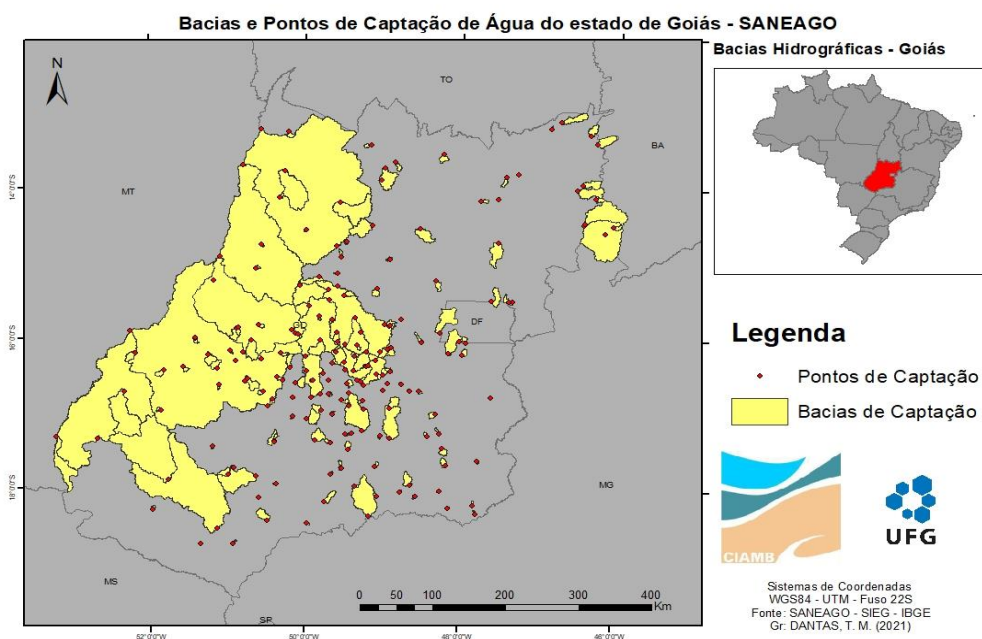 Bacias e Pontos de Captação de Água do estado de Goiás - SANEAGO
Bacias Hidrográficas - Goiás
N
TO
BA
MT
14°0'0"S
GO
DF
16°0'0"S
MG
18°0'0"S
MS
SP
0 50 100 200 300 400
Km
52°0'0"W 50°0'0"W 48°0'0"W 46°0'0"W
Legenda
Pontos de Captação
Bacias de Captação
CIAMB
UFG
Sistemas de Coordenadas
WGS84 - UTM - Fuso 22S
Fonte: SANEAGO - SIEG - IBGE
Gr: DANTAS, T. M. (2021)